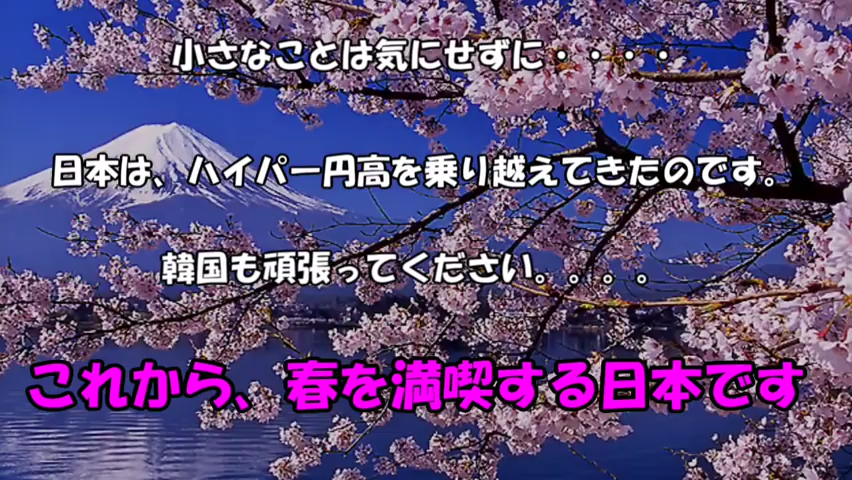 小さなことは気にせずに・・・・
日本は、ハイパー円高を乗り越えてきたのです。
韓国も頑張ってください。。。。
これから、春を満喫する日本です